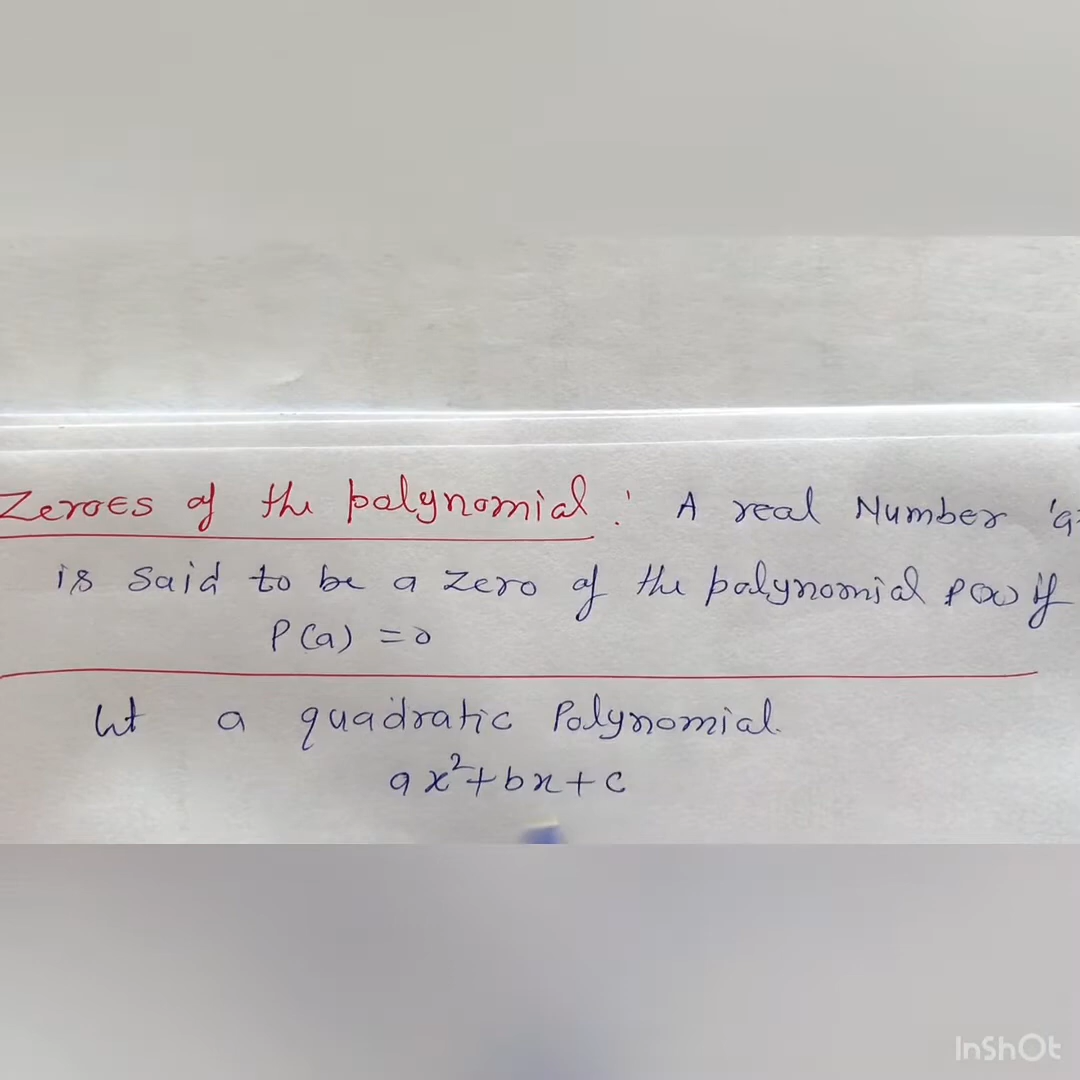 Zeroes of the polynomial : A real Number 'a'
is said to be a zero of the polynomial P(x) if
P(a) = 0
Let a quadratic Polynomial.
ax²+bx+c
InShOt